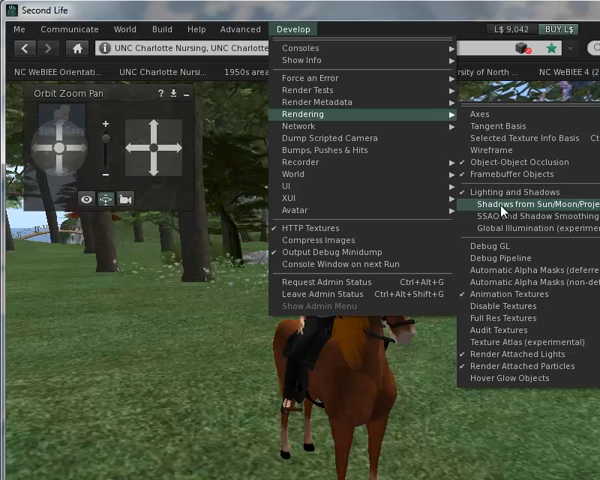 Second Life
Me Communicate World Build Help Advanced Develop L$ 9,042 BUY L$
UNC Charlotte Nursing, UNC Charlotte
NC WeBIEE Orientati... UNC Charlotte Nursi... 1950s area rsity of North ... NC WeBIEE 4 (2
Orbit Zoom Pan ? 
+
-
Consoles
Show Info
Force an Error
Render Tests
Render Metadata
Rendering
Network
Dump Scripted Camera
Bumps, Pushes & Hits
Recorder
World
UI
XUI
Avatar
HTTP Textures
Compress Images
Output Debug Minidump
Console Window on next Run
Request Admin Status Ctrl+Alt+G
Leave Admin Status Ctrl+Alt+Shift+G
Show Admin Menu
Axes
Tangent Basis
Selected Texture Info Basis Ct
Wireframe
Object-Object Occlusion
Framebuffer Objects
Lighting and Shadows
Shadows from Sun/Moon/Proje
SSAO and Shadow Smoothing
Global Illumination (experime
Debug GL
Debug Pipeline
Automatic Alpha Masks (deferre
Automatic Alpha Masks (non-def
Animation Textures
Disable Textures
Full Res Textures
Audit Textures
Texture Atlas (experimental)
Render Attached Lights
Render Attached Particles
Hover Glow Objects